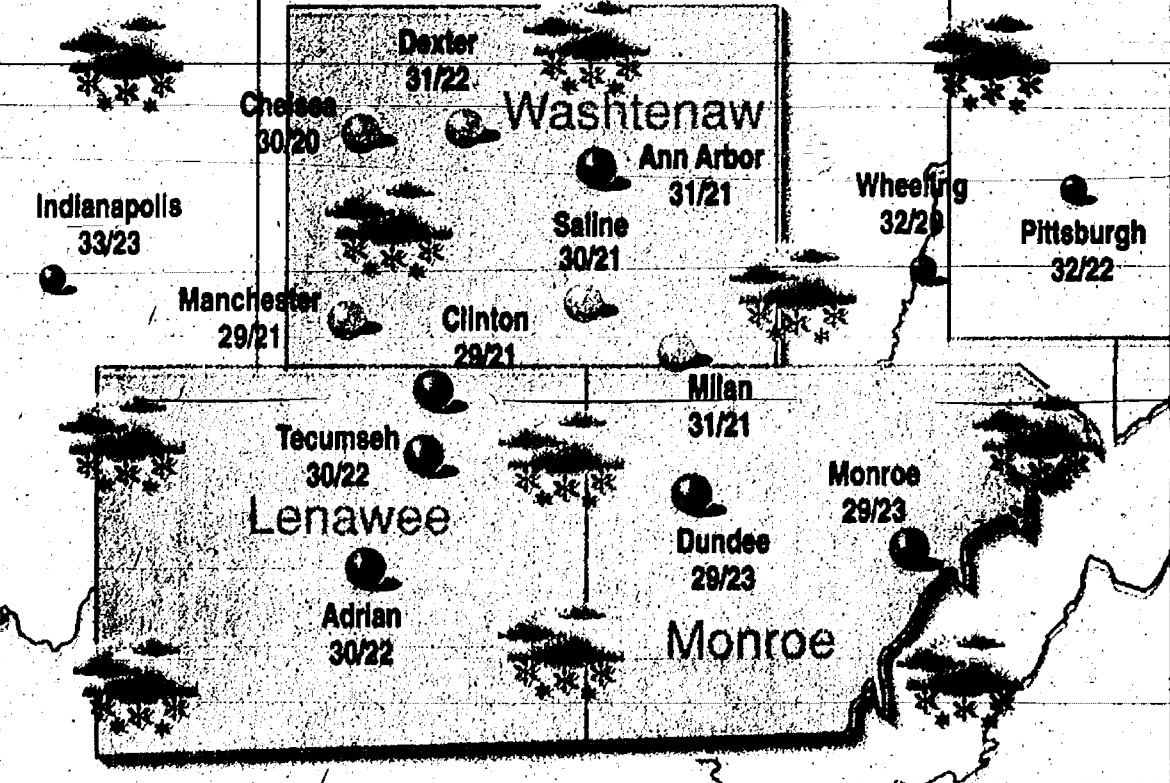 Dexter
31/22
Chelsea
30/20
Washtenaw
Ann Arbor
31/21
Wheeling
Indianapolis
33/23
Saline
30/21
Pittsburgh
32/22
Manchester
29/21
Clinton
29/21
Milan
31/21
Tecumseh
30/22
Monroe
29/23
Lenawee
Dundee
29/23
Adrian
30/22
Monroe